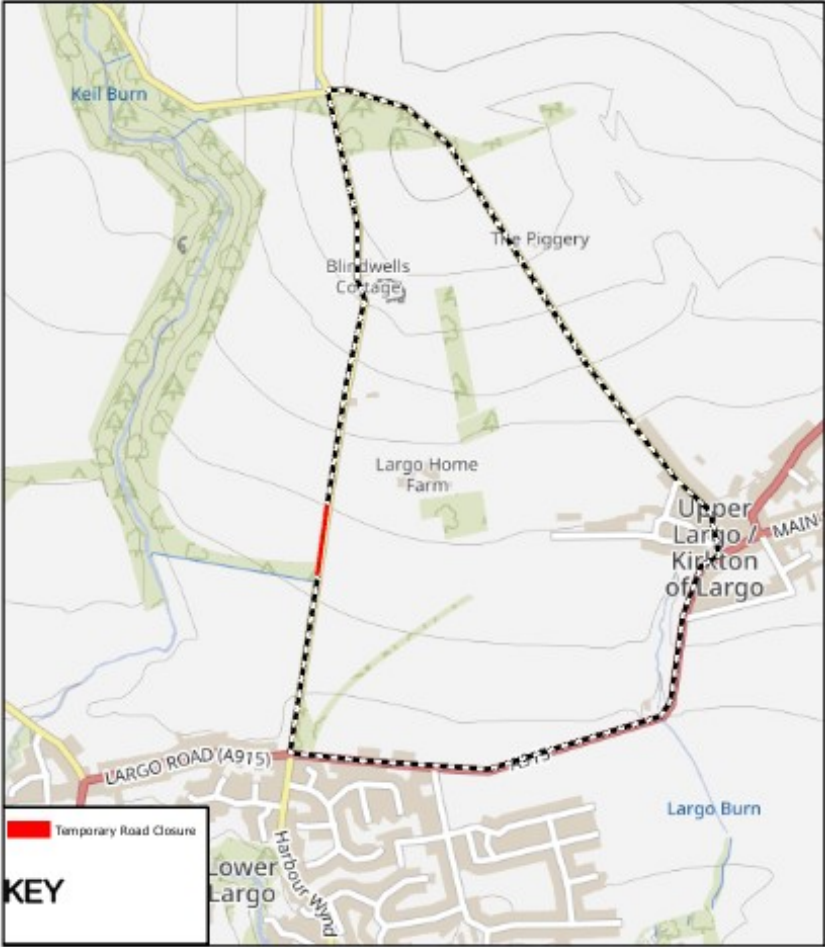 Keil Burn
The Piggery
Blindwells
Cottage
Largo Home
Farm
Upper
Largo /
Kirkton
of Largo
MAIN
LARGO ROAD (A915)
A915
Largo Burn
Harbour Wynd
Lower
Largo
Temporary Road Closure
KEY